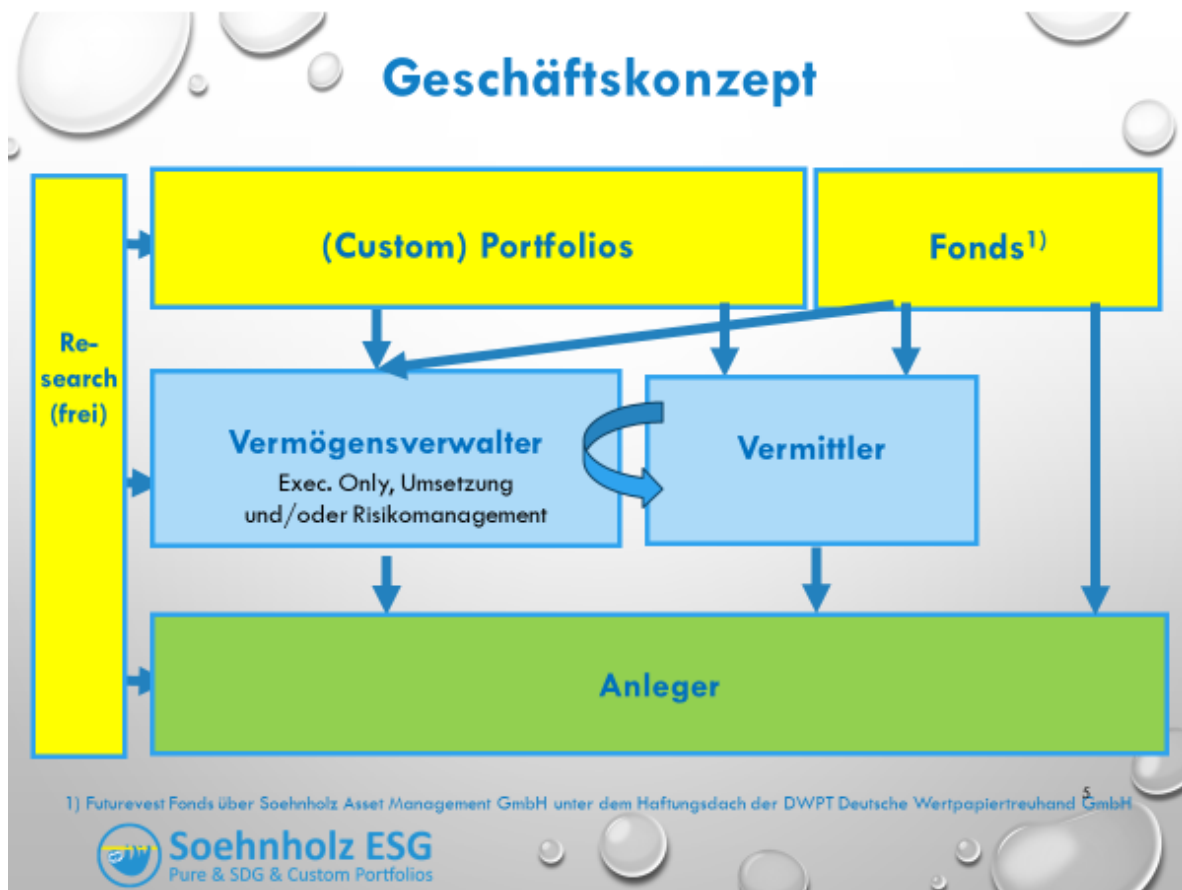 Geschäftskonzept
(Custom) Portfolios
Fonds1)
Re-
search
(frei)
Vermögensverwalter
Exec. Only, Umsetzung
und/oder Risikomanagement
Vermittler
Anleger
5
1) Futurevest Fonds über Soehnholz Asset Management GmbH unter dem Haftungsdach der DWPT Deutsche Wertpapiertreuhand GmbH
Soehnholz ESG
Pure & SDG & Custom Portfolios